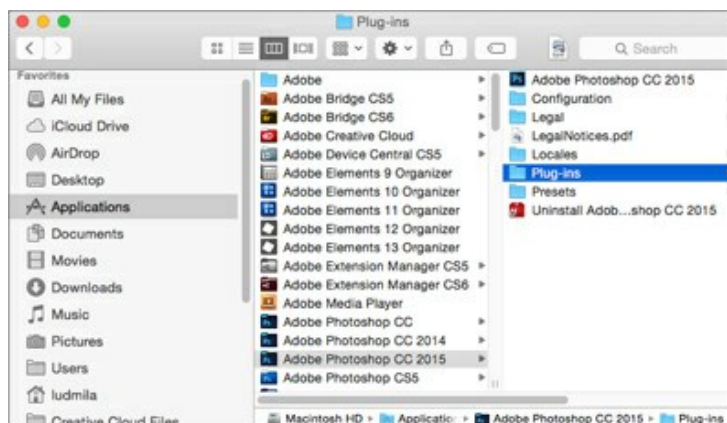 Plug-ins
Search
Favorites
All My Files
iCloud Drive
AirDrop
Desktop
Applications
Documents
Movies
Downloads
Music
Pictures
Users
ludmila
Creative Cloud Files
Adobe
Adobe Bridge CS5
Adobe Bridge CS6
Adobe Creative Cloud
Adobe Device Central CS5
Adobe Elements 9 Organizer
Adobe Elements 10 Organizer
Adobe Elements 11 Organizer
Adobe Elements 12 Organizer
Adobe Elements 13 Organizer
Adobe Extension Manager CS5
Adobe Extension Manager CS6
Adobe Media Player
Adobe Photoshop CC
Adobe Photoshop CC 2014
Adobe Photoshop CC 2015
Adobe Photoshop CS5
Adobe Photoshop CC 2015
Configuration
Legal
LegalNotices.pdf
Locales
Plug-ins
Presets
Uninstall Adob...shop CC 2015
Macintosh HD Applicatio Adobe Photoshop CC 2015 Plug-ins